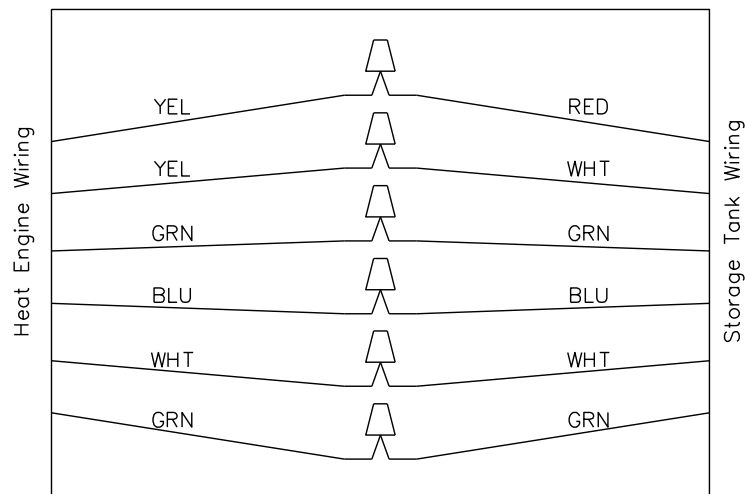 Heat Engine Wiring
Storage Tank Wiring
YEL RED
YEL WHT
GRN GRN
BLU BLU
WHT WHT
GRN GRN